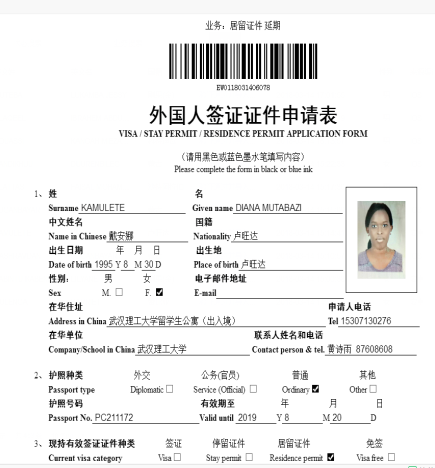 业务：居留证件 延期
EW0118031406078
外国人签证证件申请表
VISA / STAY PERMIT / RESIDENCE PERMIT APPLICATION FORM
（请用黑色或蓝色墨水笔填写内容）
Please complete the form in black or blue ink
1、 姓 名
Surname KAMULETE Given name DIANA MUTABAZI
中文姓名 国籍
Name in Chinese 戴安娜 Nationality 卢旺达
出生日期 年 月 日 出生地
Date of birth 1995 Y 8 M 30 D Place of birth 卢旺达
性别： 男 女 电子邮件地址
Sex M. ☐ F. ☑ E-mail
在华住址 申请人电话
Address in China 武汉理工大学留学生公寓（出入境） Tel 15307130276
在华单位 联系人姓名和电话
Company/School in China 武汉理工大学 Contact person & tel. 黄诗雨 87608608
2、 护照种类 外交 公务(官员) 普通 其他
Passport type Diplomatic ☐ Service (Official) ☐ Ordinary ☑ Other ☐
护照号码 有效期至 年 月 日
Passport No. PC211172 Valid until 2019 Y 8 M 20 D
3、 现持有效签证证件种类 签证 停留证件 居留证件 免签
Current visa category Visa ☐ Stay permit ☐ Residence permit ☑ Visa free ☐